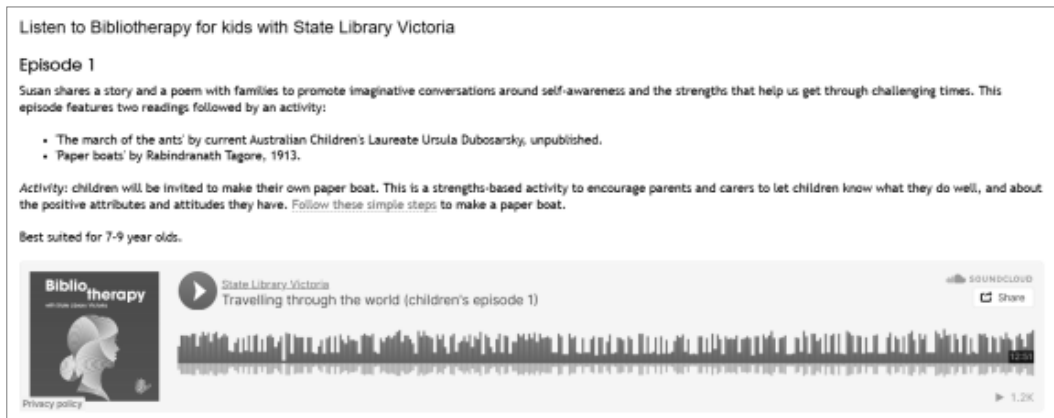 Listen to Bibliotherapy for kids with State Library Victoria
Episode 1
Susan shares a story and a poem with families to promote imaginative conversations around self-awareness and the strengths that help us get through challenging times. This
episode features two readings followed by an activity:
• 'The march of the ants' by current Australian Children's Laureate Ursula Dubosarsky, unpublished.
• 'Paper boats' by Rabindranath Tagore, 1913.
Activity: children will be invited to make their own paper boat. This is a strengths-based activity to encourage parents and carers to let children know what they do well, and about
the positive attributes and attitudes they have. Follow these simple steps to make a paper boat.
Best suited for 7-9 year olds.
Biblio
therapy
with State Library Victoria
State Library Victoria
Travelling through the world (children's episode 1)
SOUNDCLOUD
Share
12:51
1.2K
Privacy policy